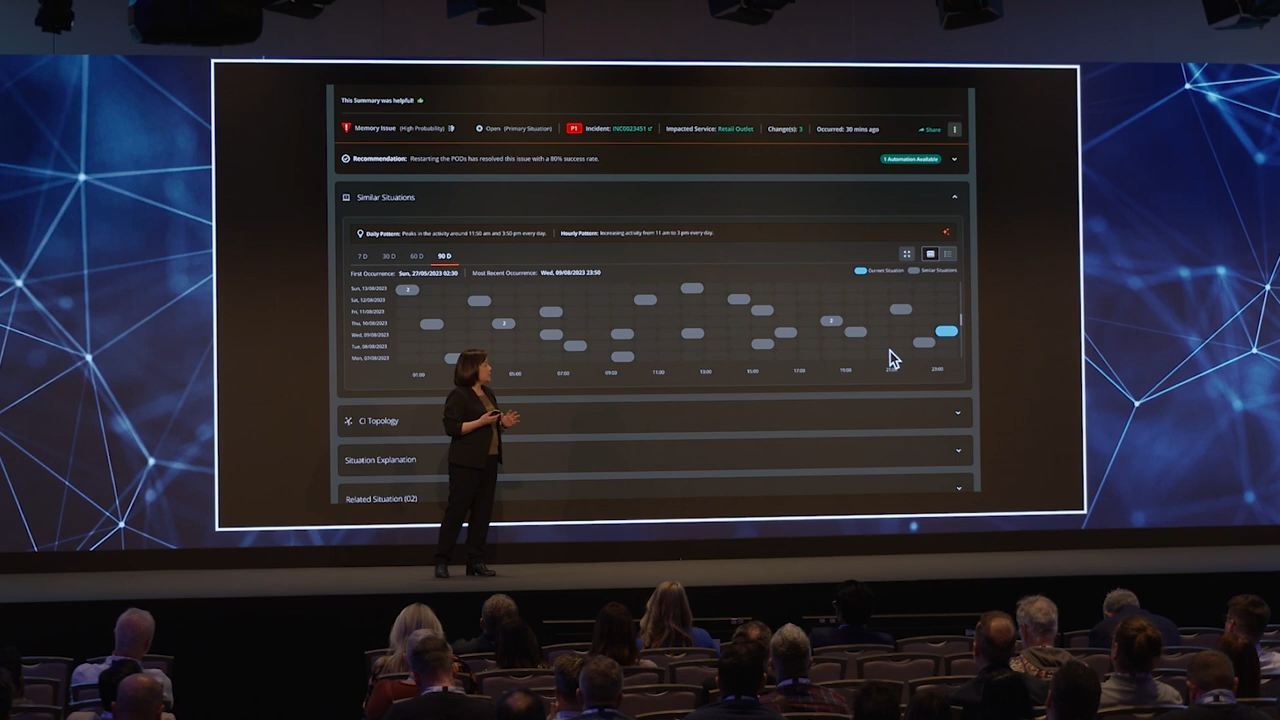 This Summary was helpful!
Memory Issue (High Probability) Open (Primary Situation) P1 Incident: INC0023451 Impacted Service: Retail Outlet Change(s): 3 Occurred: 30 mins ago Share
Recommendation: Restarting the PODs has resolved this issue with a 80% success rate. 1 Automation Available
Similar Situations
Daily Pattern: Peaks in the activity around 11:50 am and 3:50 pm every day. Hourly Pattern: Increasing activity from 11 am to 3 pm every day.
7 D 30 D 60 D 90 D
First Occurrence: Sun, 27/05/2023 02:30 Most Recent Occurrence: Wed, 09/08/2023 23:50 Current Situation Similar Situations
Sun, 13/08/2023 2
Sat, 12/08/2023
Fri, 11/08/2023
Thu, 10/08/2023 2 2
Wed, 09/08/2023
Tue, 08/08/2023
Mon, 07/08/2023
01:00 05:00 07:00 09:00 11:00 13:00 15:00 17:00 19:00 23:00
CI Topology
Situation Explanation
Related Situation (02)